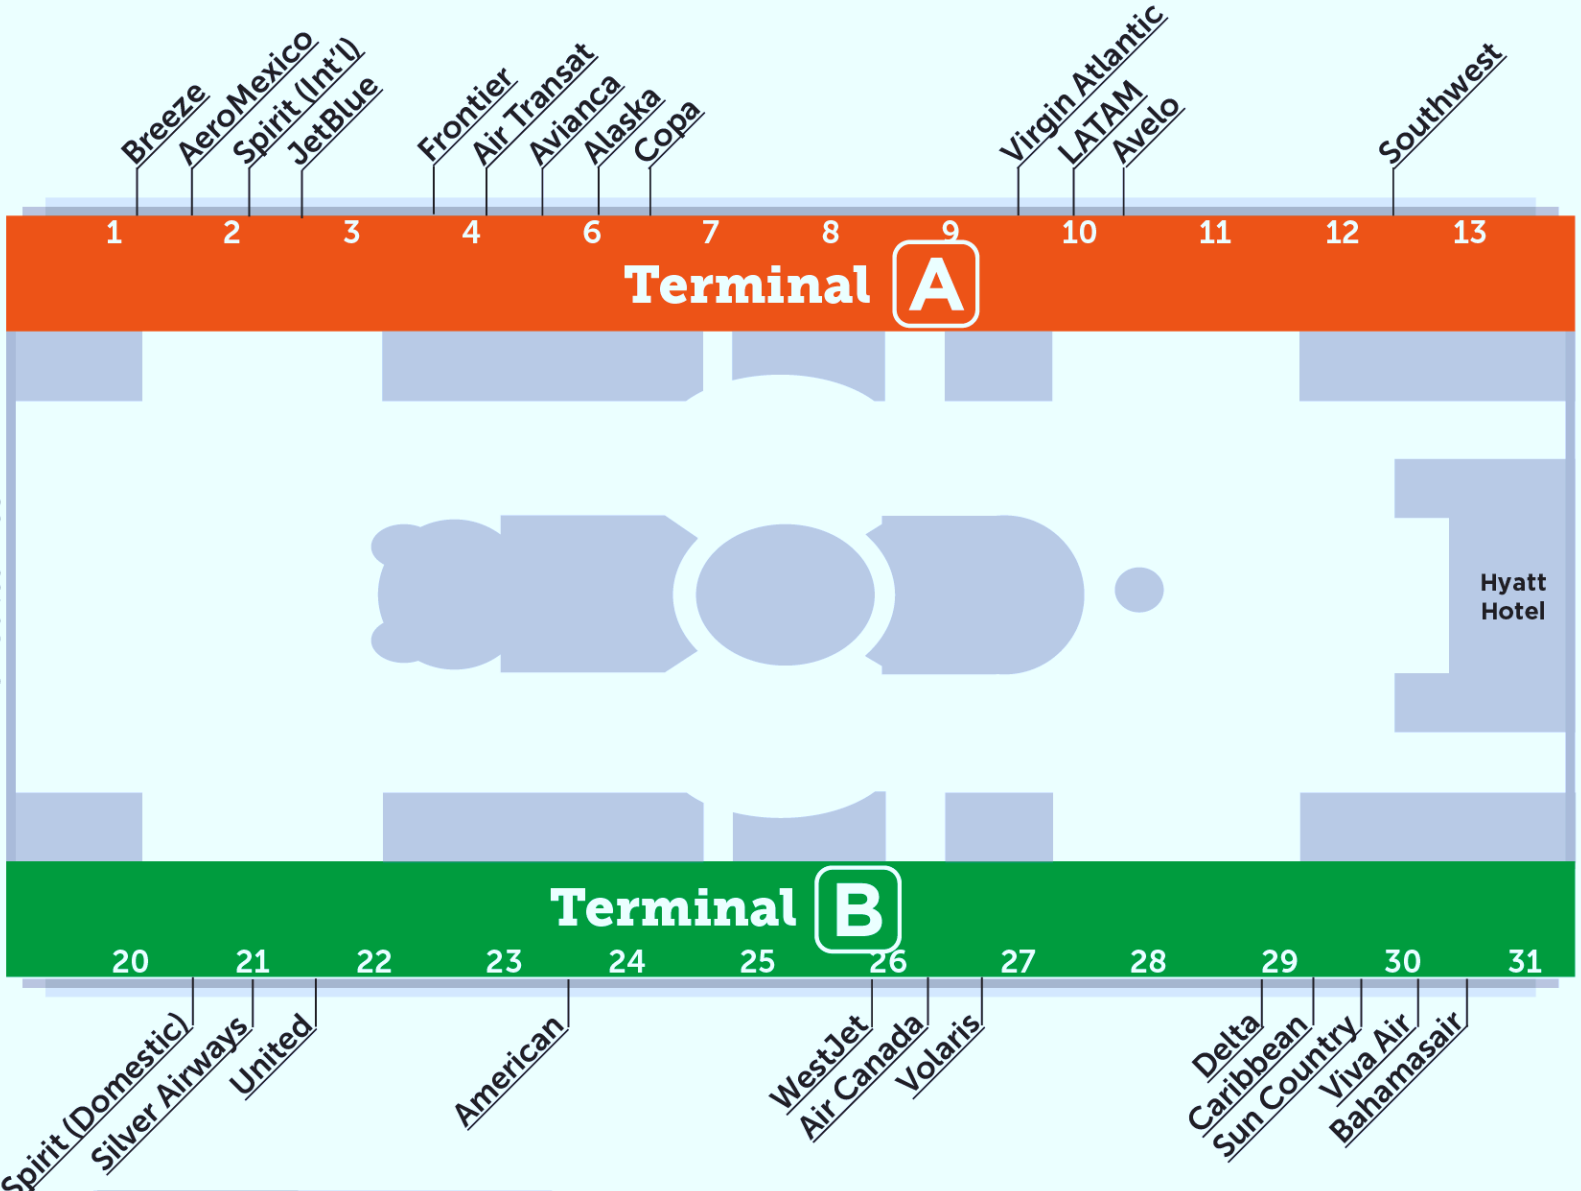 Breeze
AeroMexico
Spirit (Int'l)
JetBlue
Frontier
Air Transat
Avianca
Alaska
Copa
Virgin Atlantic
LATAM
Avelo
Southwest
1 2 3 4 6 7 8 9 10 11 12 13
Terminal A
Hyatt
Hotel
Terminal B
20 21 22 23 24 25 26 27 28 29 30 31
Spirit (Domestic)
Silver Airways
United
American
WestJet
Air Canada
Volaris
Delta
Caribbean
Sun Country
Viva Air
Bahamasair